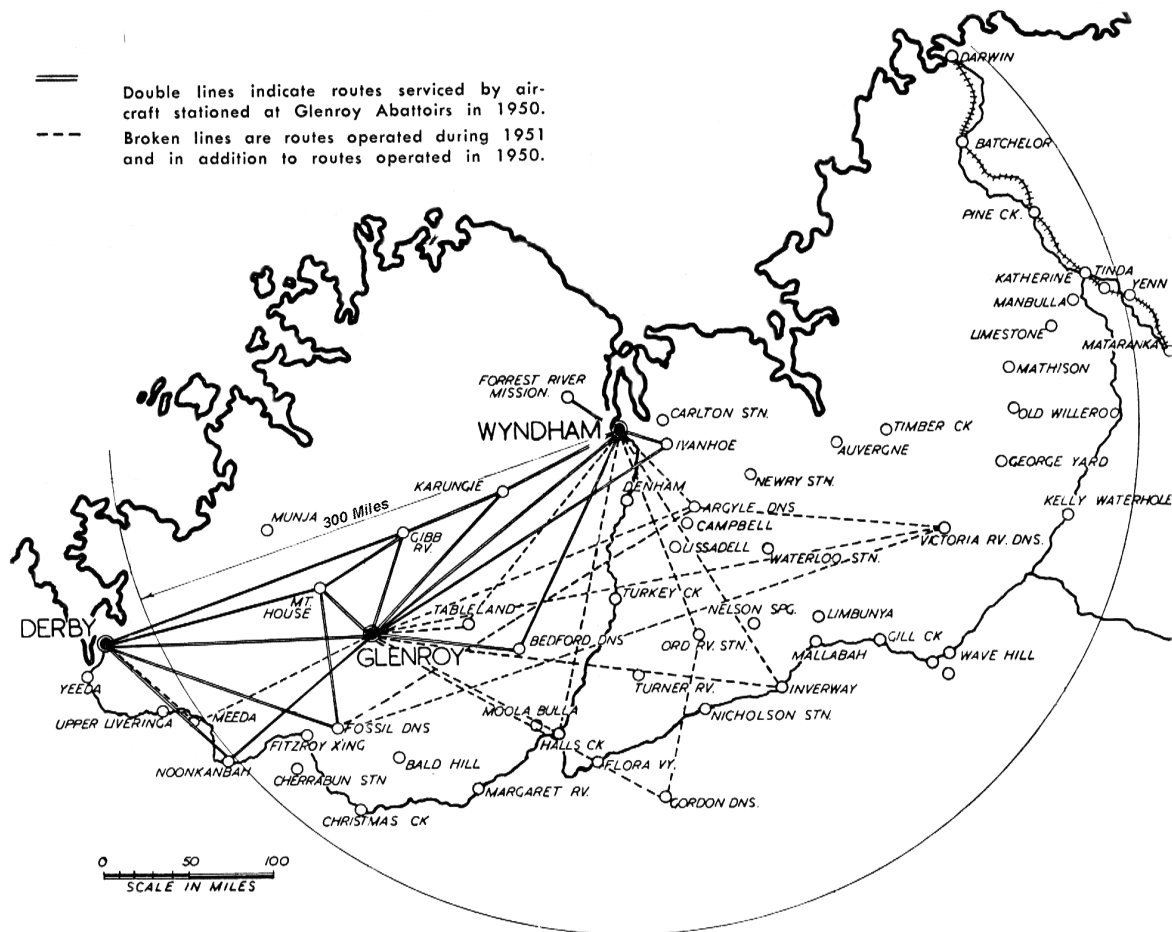 Double lines indicate routes serviced by air-
craft stationed at Glenroy Abattoirs in 1950.
Broken lines are routes operated during 1951
and in addition to routes operated in 1950.
DARWIN
BATCHELOR
PINE CK.
KATHERINE
TINDA
YENN
MANBULLA
LIMESTONE
MATARANKA
MATHISON
FORREST RIVER
MISSION.
CARLTON STN.
OLD WILLEROO
WYNDHAM
IVANHOE
TIMBER CK
AUVERGNE
GEORGE YARD
NEWRY STN.
KARUNGIE
DENHAM
KELLY WATERHOLE
300 Miles
MUNJA
ARGYLE DNS
CAMPBELL
GIBB
RV.
VICTORIA RV. DNS.
LISSADELL
WATERLOO STN.
MT.
HOUSE
TURKEY CK
TABLELAND
NELSON SPG.
LIMBUNYA
DERBY
GLENROY
BEDFORD DNS
ORD RV. STN.
MALLABAH
GILL CK
WAVE HILL
YEEDA
TURNER RV.
INVERWAY
UPPER LIVERINGA
MEEDA
FOSSIL DNS
MOOLA BULLA
NICHOLSON STN.
FITZROY X'ING
HALLS CK
NOONKANBAH
CHERRABUN STN
BALD HILL
FLORA VY.
MARGARET RV.
GORDON DNS.
CHRISTMAS CK
0 50 100
SCALE IN MILES